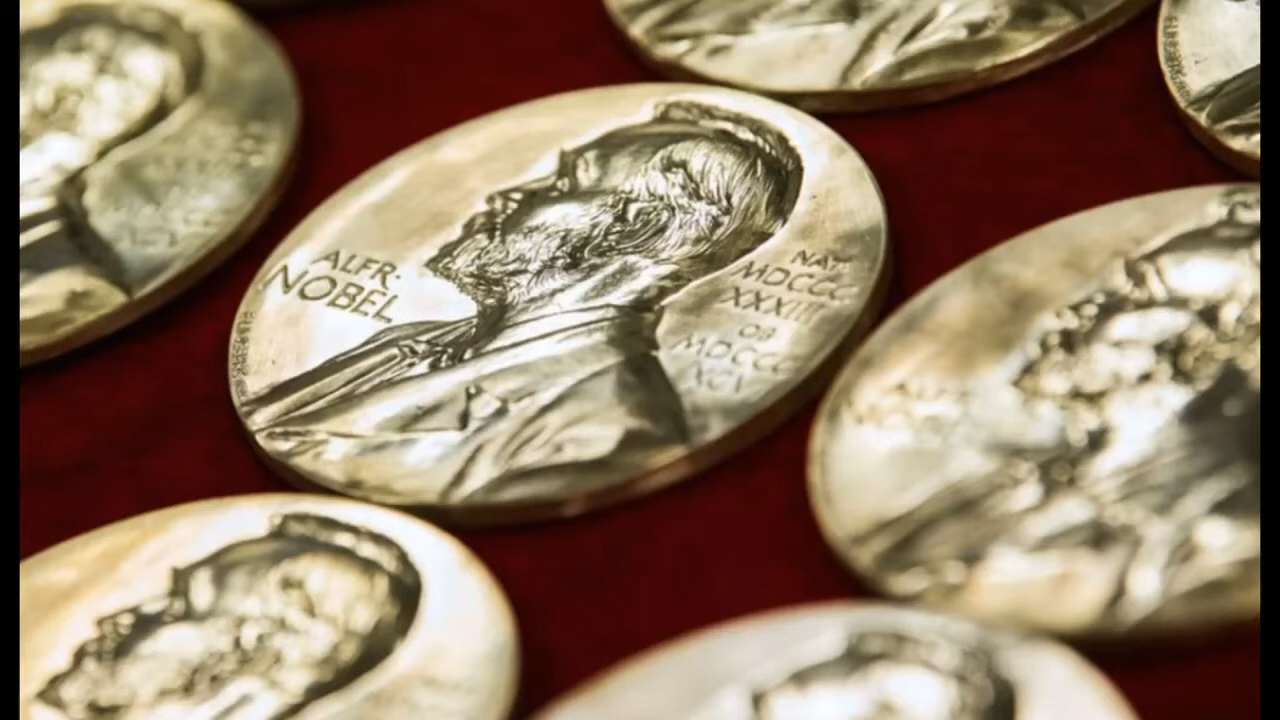 ALFR·
NOBEL
NAT·
MDCCC
XXXIII
OB·
MDCCC
XCVI